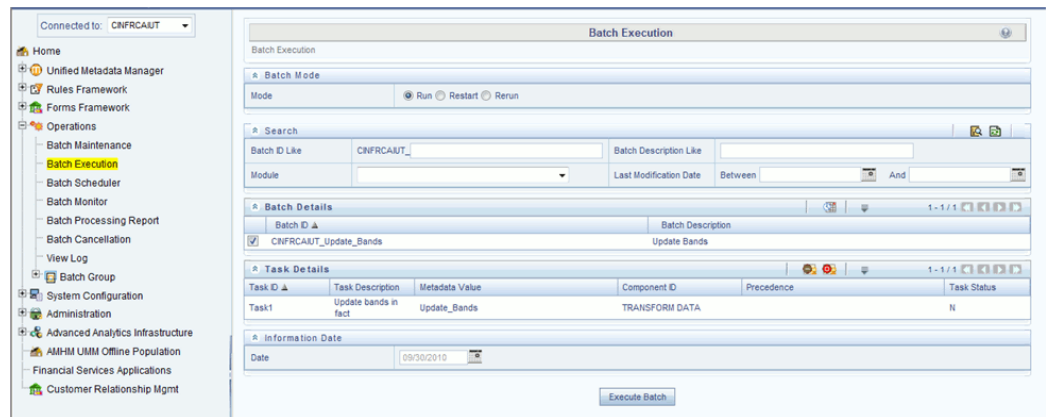 Connected to: CINFRCAIUT
Home
Unified Metadata Manager
Rules Framework
Forms Framework
Operations
Batch Maintenance
Batch Execution
Batch Scheduler
Batch Monitor
Batch Processing Report
Batch Cancellation
View Log
Batch Group
System Configuration
Administration
Advanced Analytics Infrastructure
AMHM UMM Offline Population
Financial Services Applications
Customer Relationship Mgmt
Batch Execution
Batch Execution
Batch Mode
Mode Run Restart Rerun
Search
Batch ID Like CINFRCAIUT_ Batch Description Like
Module Last Modification Date Between And
Batch Details 1 - 1 / 1
Batch ID Batch Description
CINFRCAIUT_Update_Bands Update Bands
Task Details 1 - 1 / 1
Task ID Task Description Metadata Value Component ID Precedence Task Status
Task1 Update bands in fact Update_Bands TRANSFORM DATA N
Information Date
Date 09/30/2010
Execute Batch